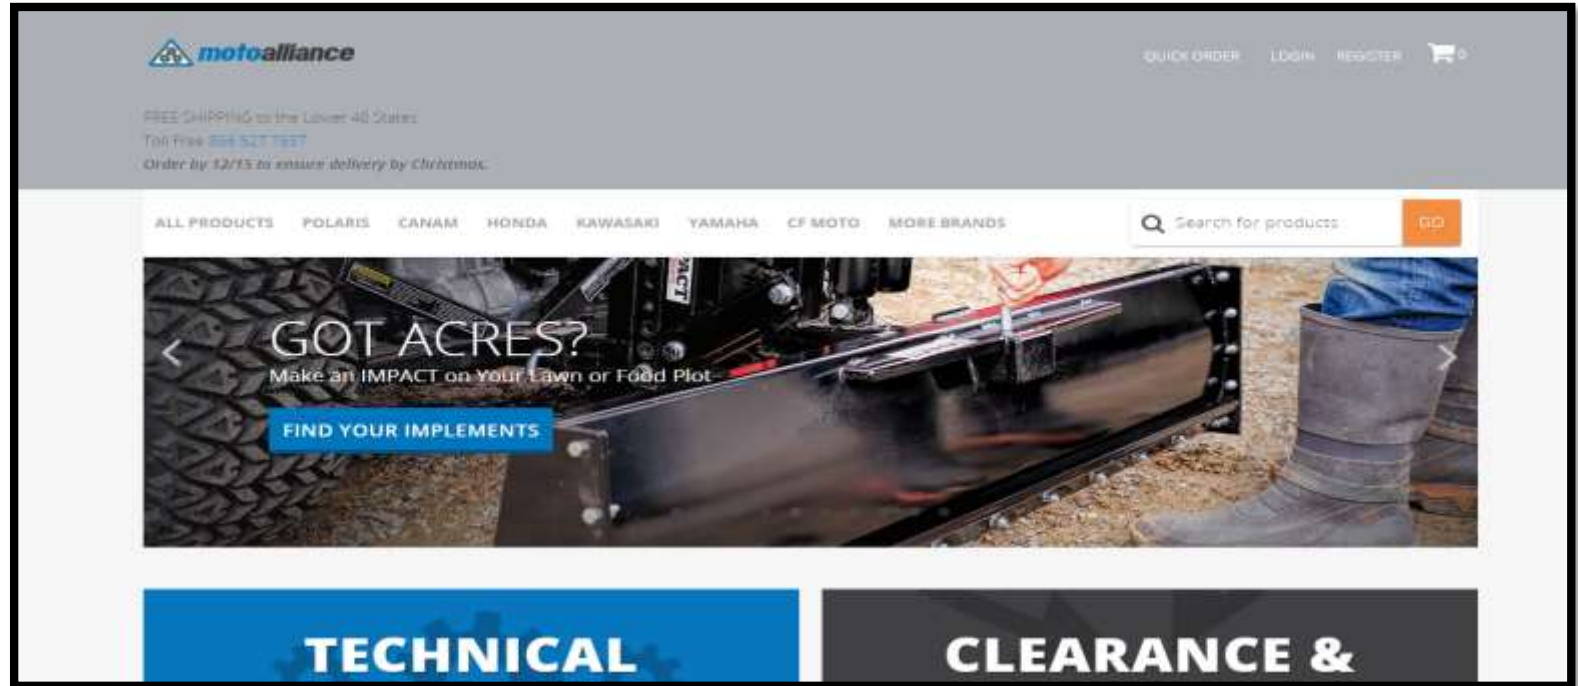 motoalliance
QUICK ORDER LOGIN REGISTER 0
FREE SHIPPING to the Lower 48 States
Toll Free
Order by 12/15 to ensure delivery by Christmas.
ALL PRODUCTS POLARIS CANAM HONDA KAWASAKI YAMAHA CF MOTO MORE BRANDS Search for products GO
GOT ACRES?
Make an IMPACT on Your Lawn or Food Plot
FIND YOUR IMPLEMENTS
TECHNICAL
CLEARANCE &